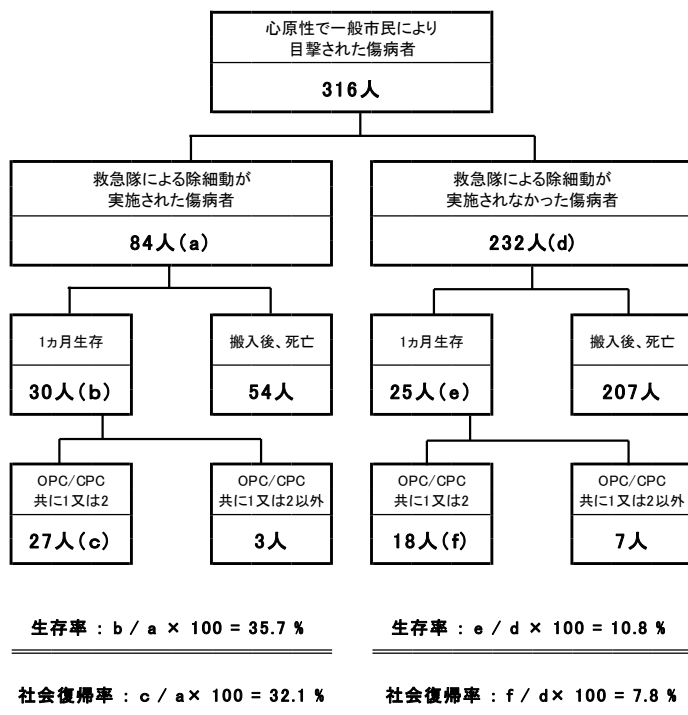 心原性で一般市民により
目撃された傷病者
316人
救急隊による除細動が
実施された傷病者
84人(a)
救急隊による除細動が
実施されなかった傷病者
232人(d)
1ヵ月生存
30人(b)
搬入後、死亡
54人
1ヵ月生存
25人(e)
搬入後、死亡
207人
OPC/CPC
共に1又は2
27人(c)
OPC/CPC
共に1又は2以外
3人
OPC/CPC
共に1又は2
18人(f)
OPC/CPC
共に1又は2以外
7人
生存率 : b / a × 100 = 35.7 %
生存率 : e / d × 100 = 10.8 %
社会復帰率 : c / a× 100 = 32.1 %
社会復帰率 : f / d× 100 = 7.8 %